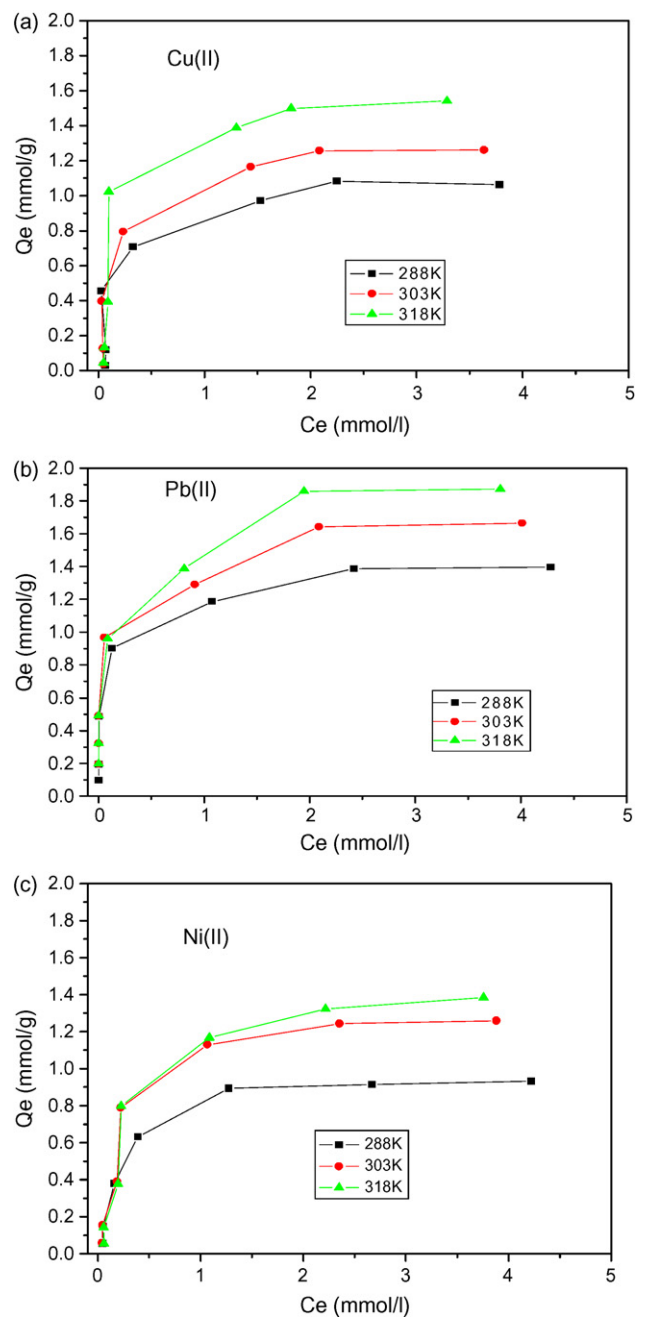 (a)
Cu(II)
2.0
1.8
1.6
1.4
1.2
1.0
0.8
0.6
0.4
0.2
0.0
Qe (mmol/g)
288K
303K
318K
0 1 2 3 4 5
Ce (mmol/l)
(b)
Pb(II)
2.0
1.8
1.6
1.4
1.2
1.0
0.8
0.6
0.4
0.2
0.0
Qe (mmol/g)
288K
303K
318K
0 1 2 3 4 5
Ce (mmol/l)
(c)
Ni(II)
2.0
1.8
1.6
1.4
1.2
1.0
0.8
0.6
0.4
0.2
0.0
Qe (mmol/g)
288K
303K
318K
0 1 2 3 4 5
Ce (mmol/l)